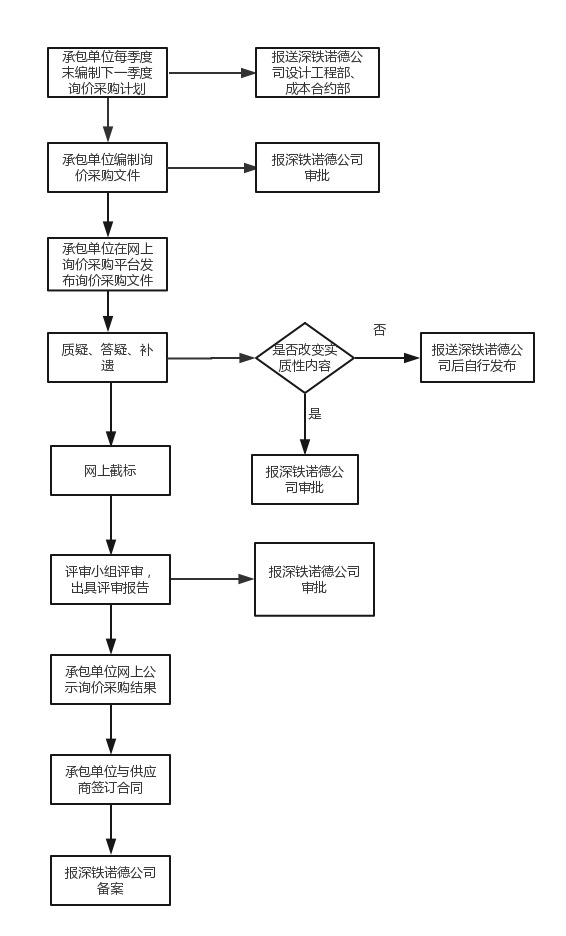 承包单位每季度
末编制下一季度
询价采购计划
报送深铁诺德公
司设计工程部、
成本合约部
承包单位编制询
价采购文件
报深铁诺德公司
审批
承包单位在网上
询价采购平台发
布询价采购文件
质疑、答疑、补
遗
是否改变实
质性内容
否
报送深铁诺德公
司后自行发布
是
网上截标
报深铁诺德公
司审批
评审小组评审，
出具评审报告
报深铁诺德公司
审批
承包单位网上公
示询价采购结果
承包单位与供应
商签订合同
报深铁诺德公司
备案